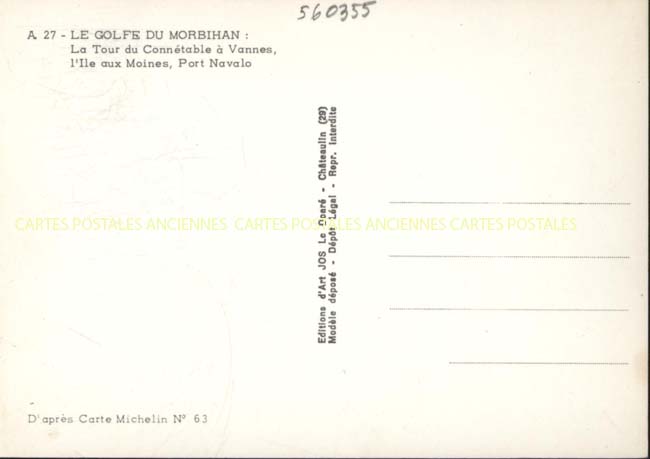 560355
A. 27 - LE GOLFE DU MORBIHAN :
La Tour du Connétable à Vannes,
l'Ile aux Moines, Port Navalo
Editions d'Art JOS Le Doaré - Châteaulin (29)
Modèle déposé - Dépôt Légal - Repr. Interdite
CARTES POSTALES ANCIENNES CARTES POSTALES ANCIENNES CARTES POSTALES
D'après Carte Michelin N° 63